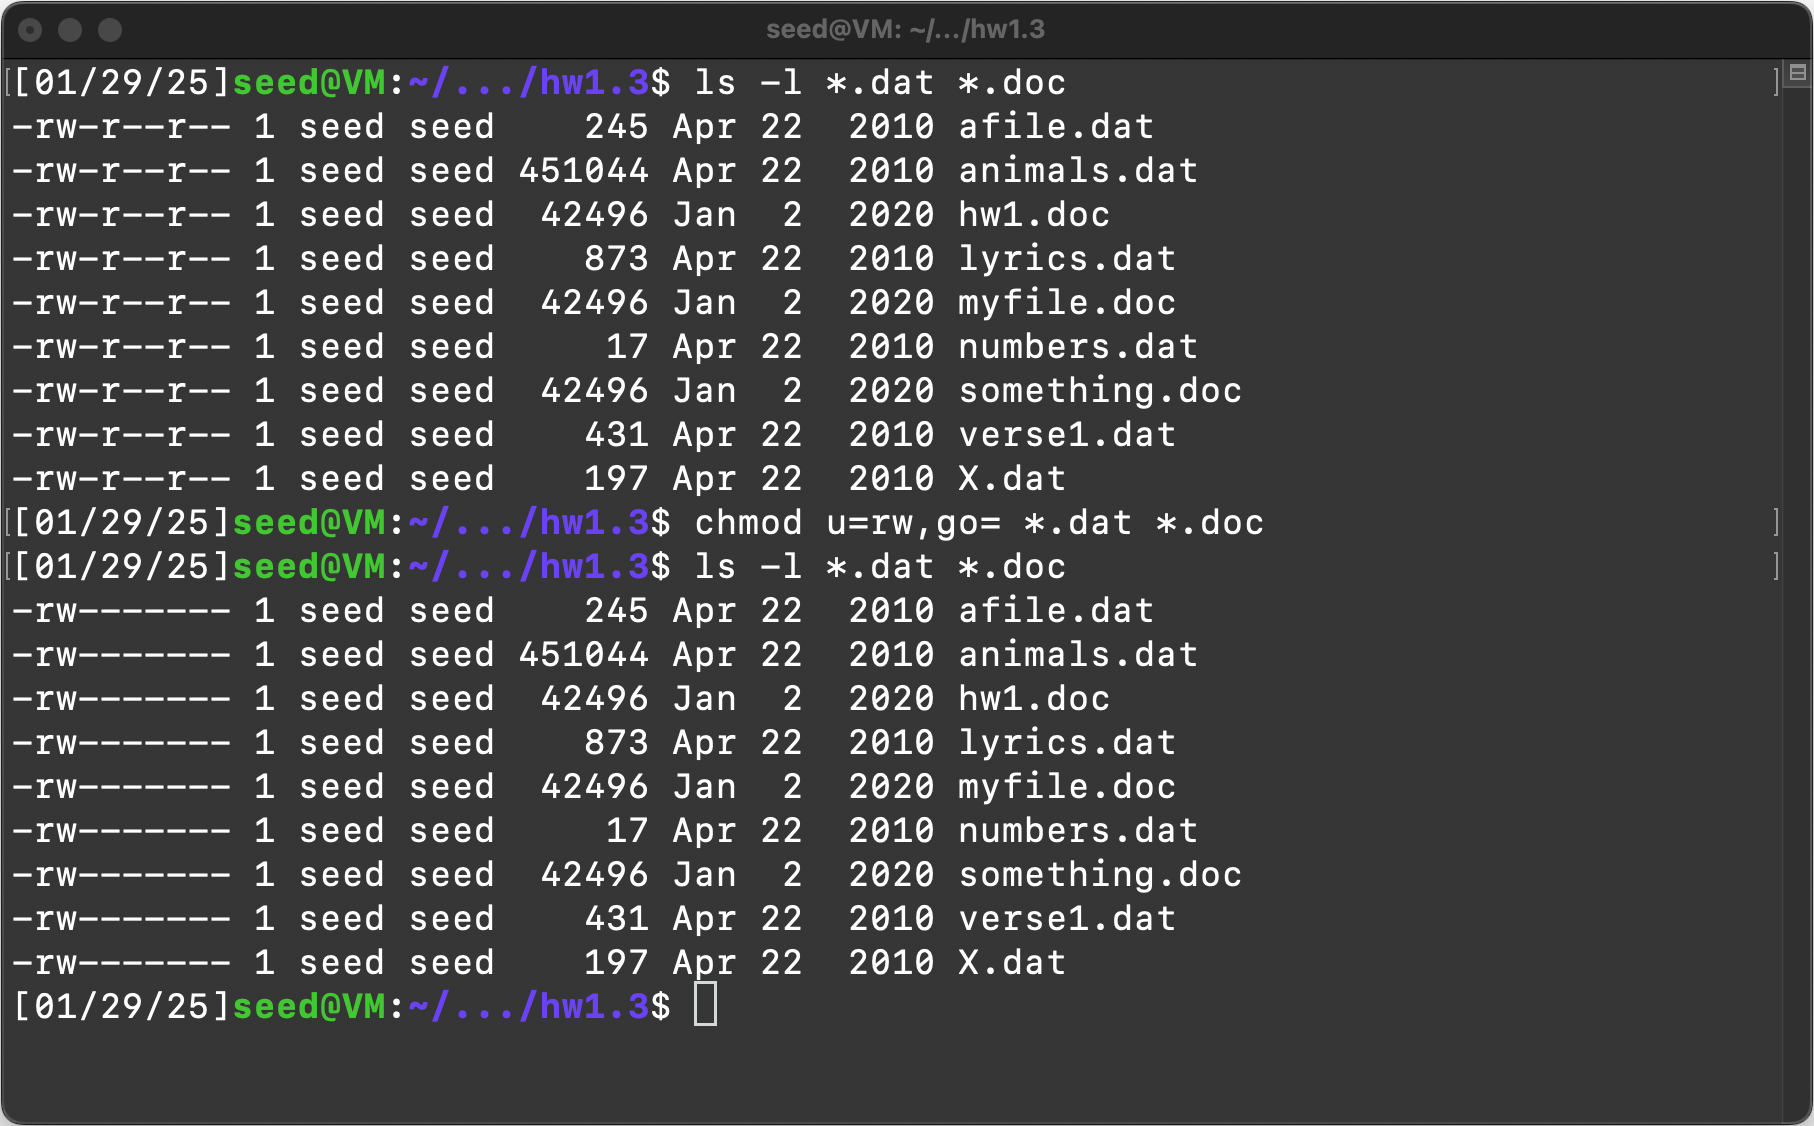 seed@VM: ~/.../hw1.3
[[01/29/25]seed@VM:~/.../hw1.3$ ls -l *.dat *.doc ]
-rw-r--r-- 1 seed seed    245 Apr 22  2010 afile.dat
-rw-r--r-- 1 seed seed 451044 Apr 22  2010 animals.dat
-rw-r--r-- 1 seed seed  42496 Jan  2  2020 hw1.doc
-rw-r--r-- 1 seed seed    873 Apr 22  2010 lyrics.dat
-rw-r--r-- 1 seed seed  42496 Jan  2  2020 myfile.doc
-rw-r--r-- 1 seed seed     17 Apr 22  2010 numbers.dat
-rw-r--r-- 1 seed seed  42496 Jan  2  2020 something.doc
-rw-r--r-- 1 seed seed    431 Apr 22  2010 verse1.dat
-rw-r--r-- 1 seed seed    197 Apr 22  2010 X.dat
[[01/29/25]seed@VM:~/.../hw1.3$ chmod u=rw,go= *.dat *.doc ]
[[01/29/25]seed@VM:~/.../hw1.3$ ls -l *.dat *.doc ]
-rw------- 1 seed seed    245 Apr 22  2010 afile.dat
-rw------- 1 seed seed 451044 Apr 22  2010 animals.dat
-rw------- 1 seed seed  42496 Jan  2  2020 hw1.doc
-rw------- 1 seed seed    873 Apr 22  2010 lyrics.dat
-rw------- 1 seed seed  42496 Jan  2  2020 myfile.doc
-rw------- 1 seed seed     17 Apr 22  2010 numbers.dat
-rw------- 1 seed seed  42496 Jan  2  2020 something.doc
-rw------- 1 seed seed    431 Apr 22  2010 verse1.dat
-rw------- 1 seed seed    197 Apr 22  2010 X.dat
[01/29/25]seed@VM:~/.../hw1.3$